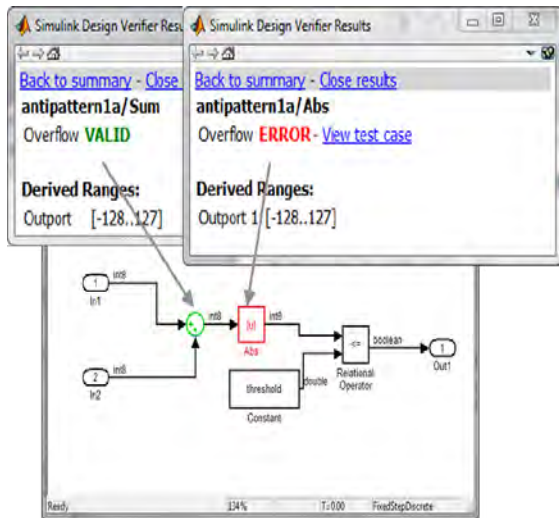 Simulink Design Verifier Resu
Back to summary - Close
antipattern1a/Sum
Overflow VALID
Derived Ranges:
Outport [-128..127]
Simulink Design Verifier Results
Back to summary - Close results
antipattern1a/Abs
Overflow ERROR - View test case
Derived Ranges:
Outport 1 [-128..127]
1
In1
int8
2
In2
int8
int8
|u|
Abs
int8
threshold
Constant
double
<=
Relational
Operator
boolean
1
Out1
Ready
134%
T=0.00
FixedStepDiscrete